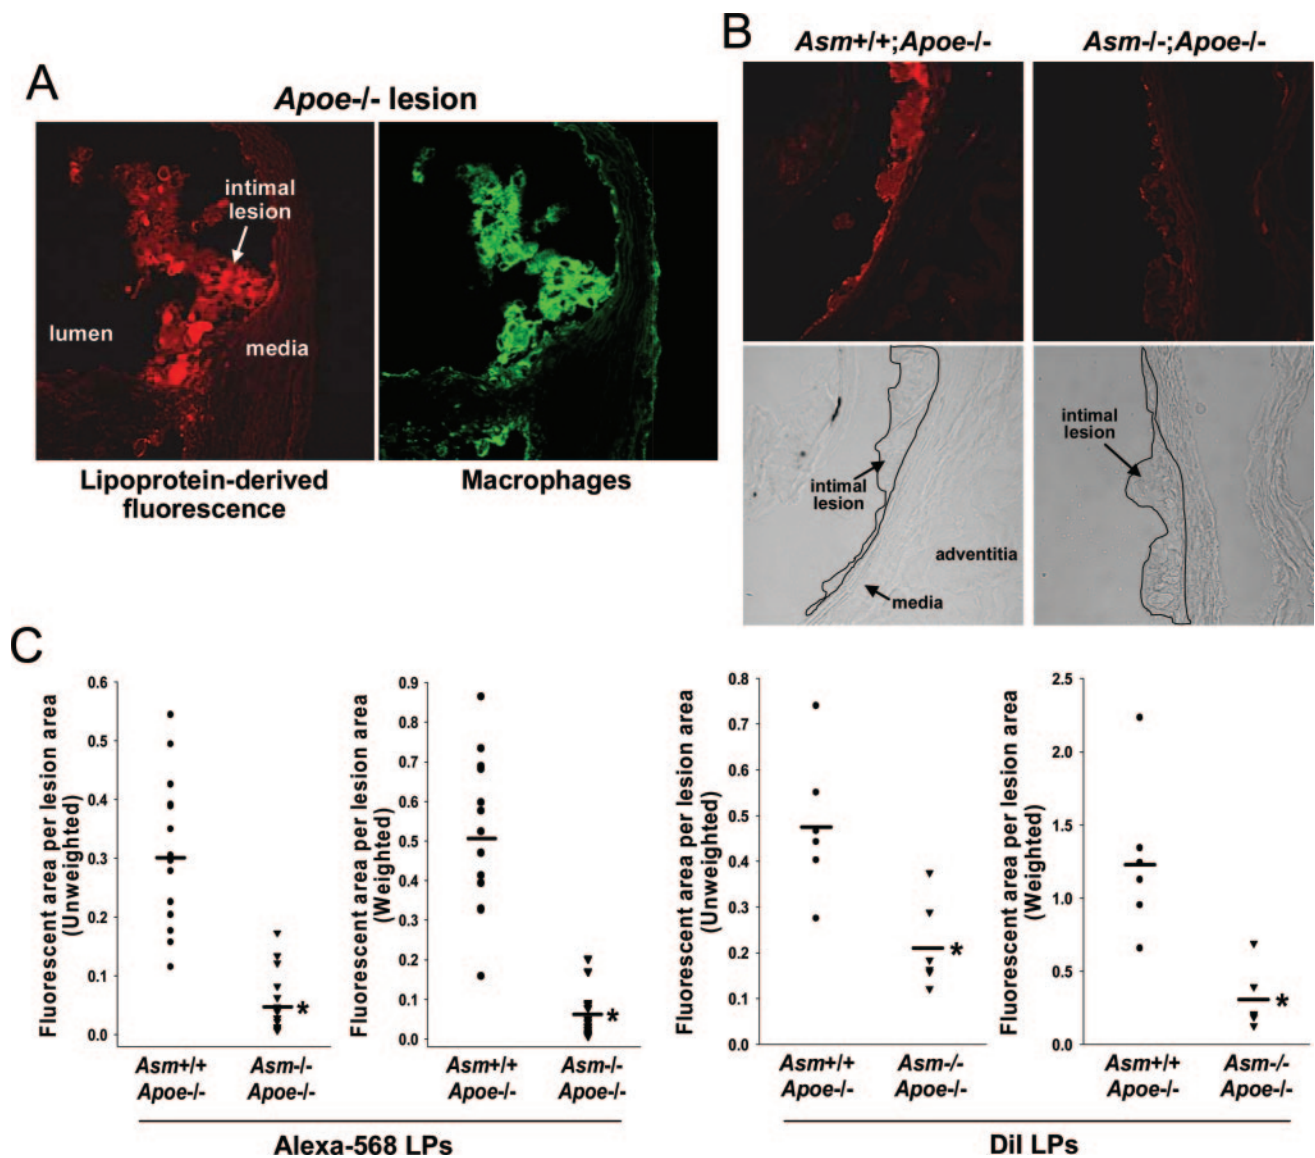 A
Apoe-/- lesion
intimal
lesion
lumen
media
Lipoprotein-derived
fluorescence
Macrophages
B
Asm+/+;Apoe-/-
Asm-/-;Apoe-/-
intimal
lesion
adventitia
media
intimal
lesion
C
Fluorescent area per lesion area
(Unweighted)
0.6
0.5
0.4
0.3
0.2
0.1
0.0
*
Asm+/+
Apoe-/-
Asm-/-
Apoe-/-
Fluorescent area per lesion area
(Weighted)
0.9
0.8
0.7
0.6
0.5
0.4
0.3
0.2
0.1
0.0
*
Asm+/+
Apoe-/-
Asm-/-
Apoe-/-
Alexa-568 LPs
Fluorescent area per lesion area
(Unweighted)
0.8
0.7
0.6
0.5
0.4
0.3
0.2
0.1
0.0
*
Asm+/+
Apoe-/-
Asm-/-
Apoe-/-
Fluorescent area per lesion area
(Weighted)
2.5
2.0
1.5
1.0
0.5
0.0
*
Asm+/+
Apoe-/-
Asm-/-
Apoe-/-
DiI LPs